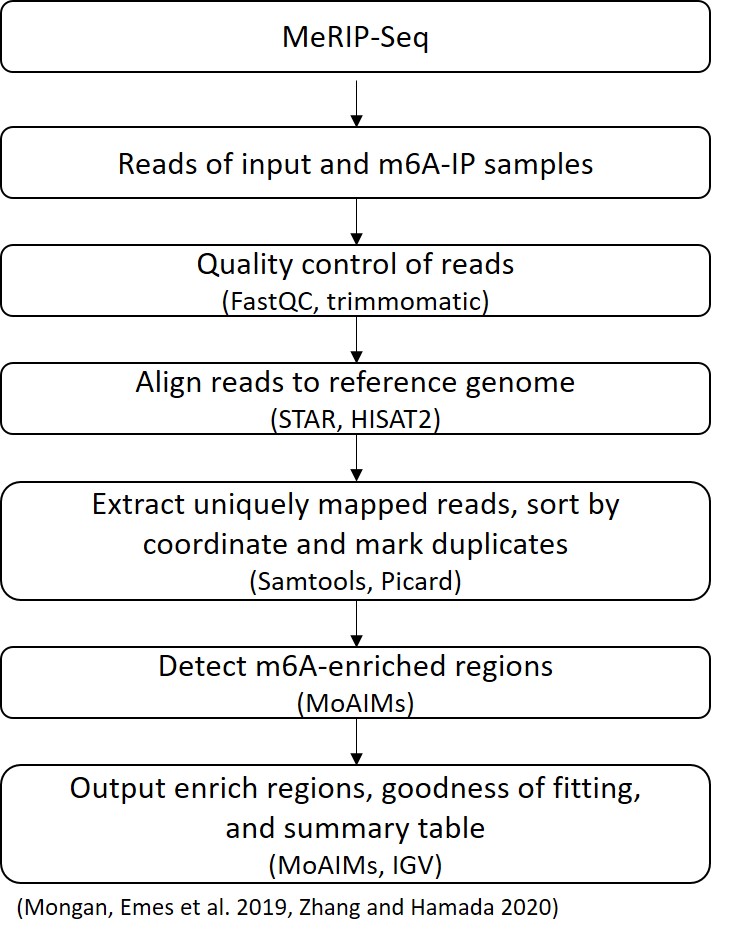 MeRIP-Seq
Reads of input and m6A-IP samples
Quality control of reads
(FastQC, trimmomatic)
Align reads to reference genome
(STAR, HISAT2)
Extract uniquely mapped reads, sort by
coordinate and mark duplicates
(Samtools, Picard)
Detect m6A-enriched regions
(MoAIMs)
Output enrich regions, goodness of fitting,
and summary table
(MoAIMs, IGV)
(Mongan, Emes et al. 2019, Zhang and Hamada 2020)